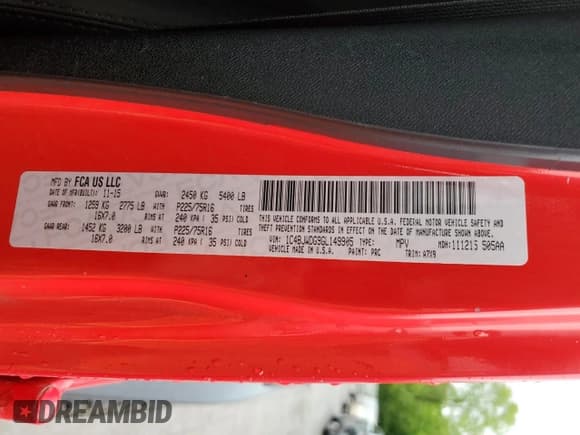 MFD BY FCA US LLC
DATE OF MFR(BUILT): 11-15 GVWR: 2450 KG 5400 LB
GAWR FRONT: 1259 KG 2775 LB WITH P225/75R16 TIRES
16X7.0 RIMS AT 240 KPA ( 35 PSI) COLD
GAWR REAR: 1452 KG 3200 LB WITH P225/75R16 TIRES
16X7.0 RIMS AT 240 KPA ( 35 PSI) COLD
THIS VEHICLE CONFORMS TO ALL APPLICABLE U.S.A. FEDERAL MOTOR VEHICLE SAFETY AND
THEFT PREVENTION STANDARDS IN EFFECT ON THE DATE OF MANUFACTURE SHOWN ABOVE.
VIN: 1C4BJWDG9GL149905 TYPE: MPV MDH: 111215 505AA
VEHICLE MADE IN U.S.A. PAINT: PRC TRIM: A7X9
DREAMBID